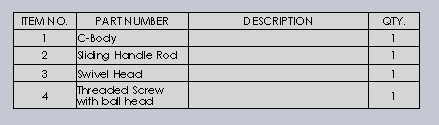 ITEM NO. PART NUMBER DESCRIPTION QTY.
1 C-Body 1
2 Sliding Handle Rod 1
3 Swivel Head 1
4 Threaded Screw 1
with ball head